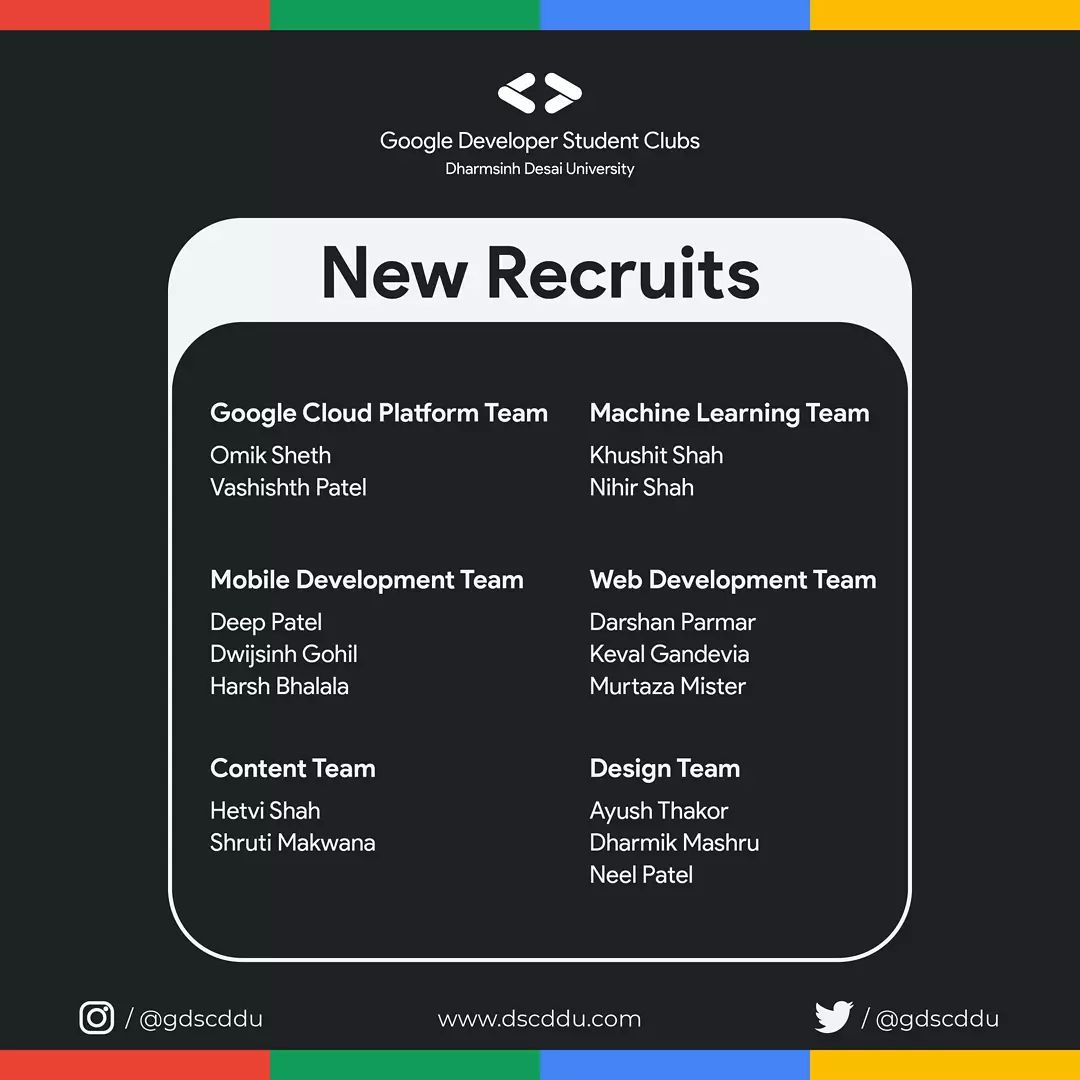 Google Developer Student Clubs
Dharmsinh Desai University
New Recruits
Google Cloud Platform Team
Omik Sheth
Vashishth Patel
Machine Learning Team
Khushit Shah
Nihir Shah
Mobile Development Team
Deep Patel
Dwijsinh Gohil
Harsh Bhalala
Web Development Team
Darshan Parmar
Keval Gandevia
Murtaza Mister
Content Team
Hetvi Shah
Shruti Makwana
Design Team
Ayush Thakor
Dharmik Mashru
Neel Patel
/ @gdscddu
www.dscddu.com
/ @gdscddu